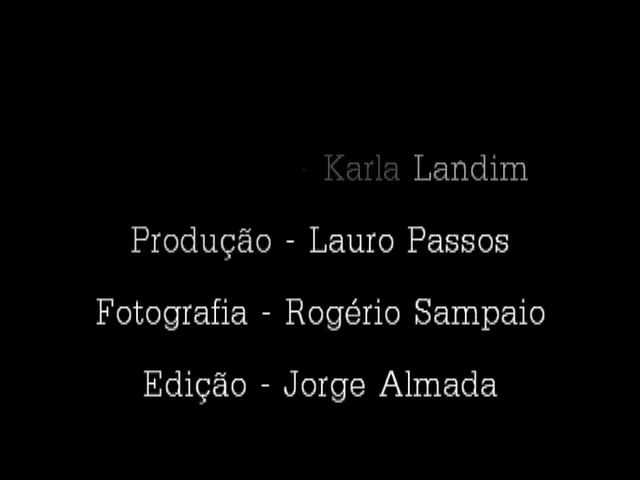 - Karla Landim
Produção - Lauro Passos
Fotografia - Rogério Sampaio
Edição - Jorge Almada